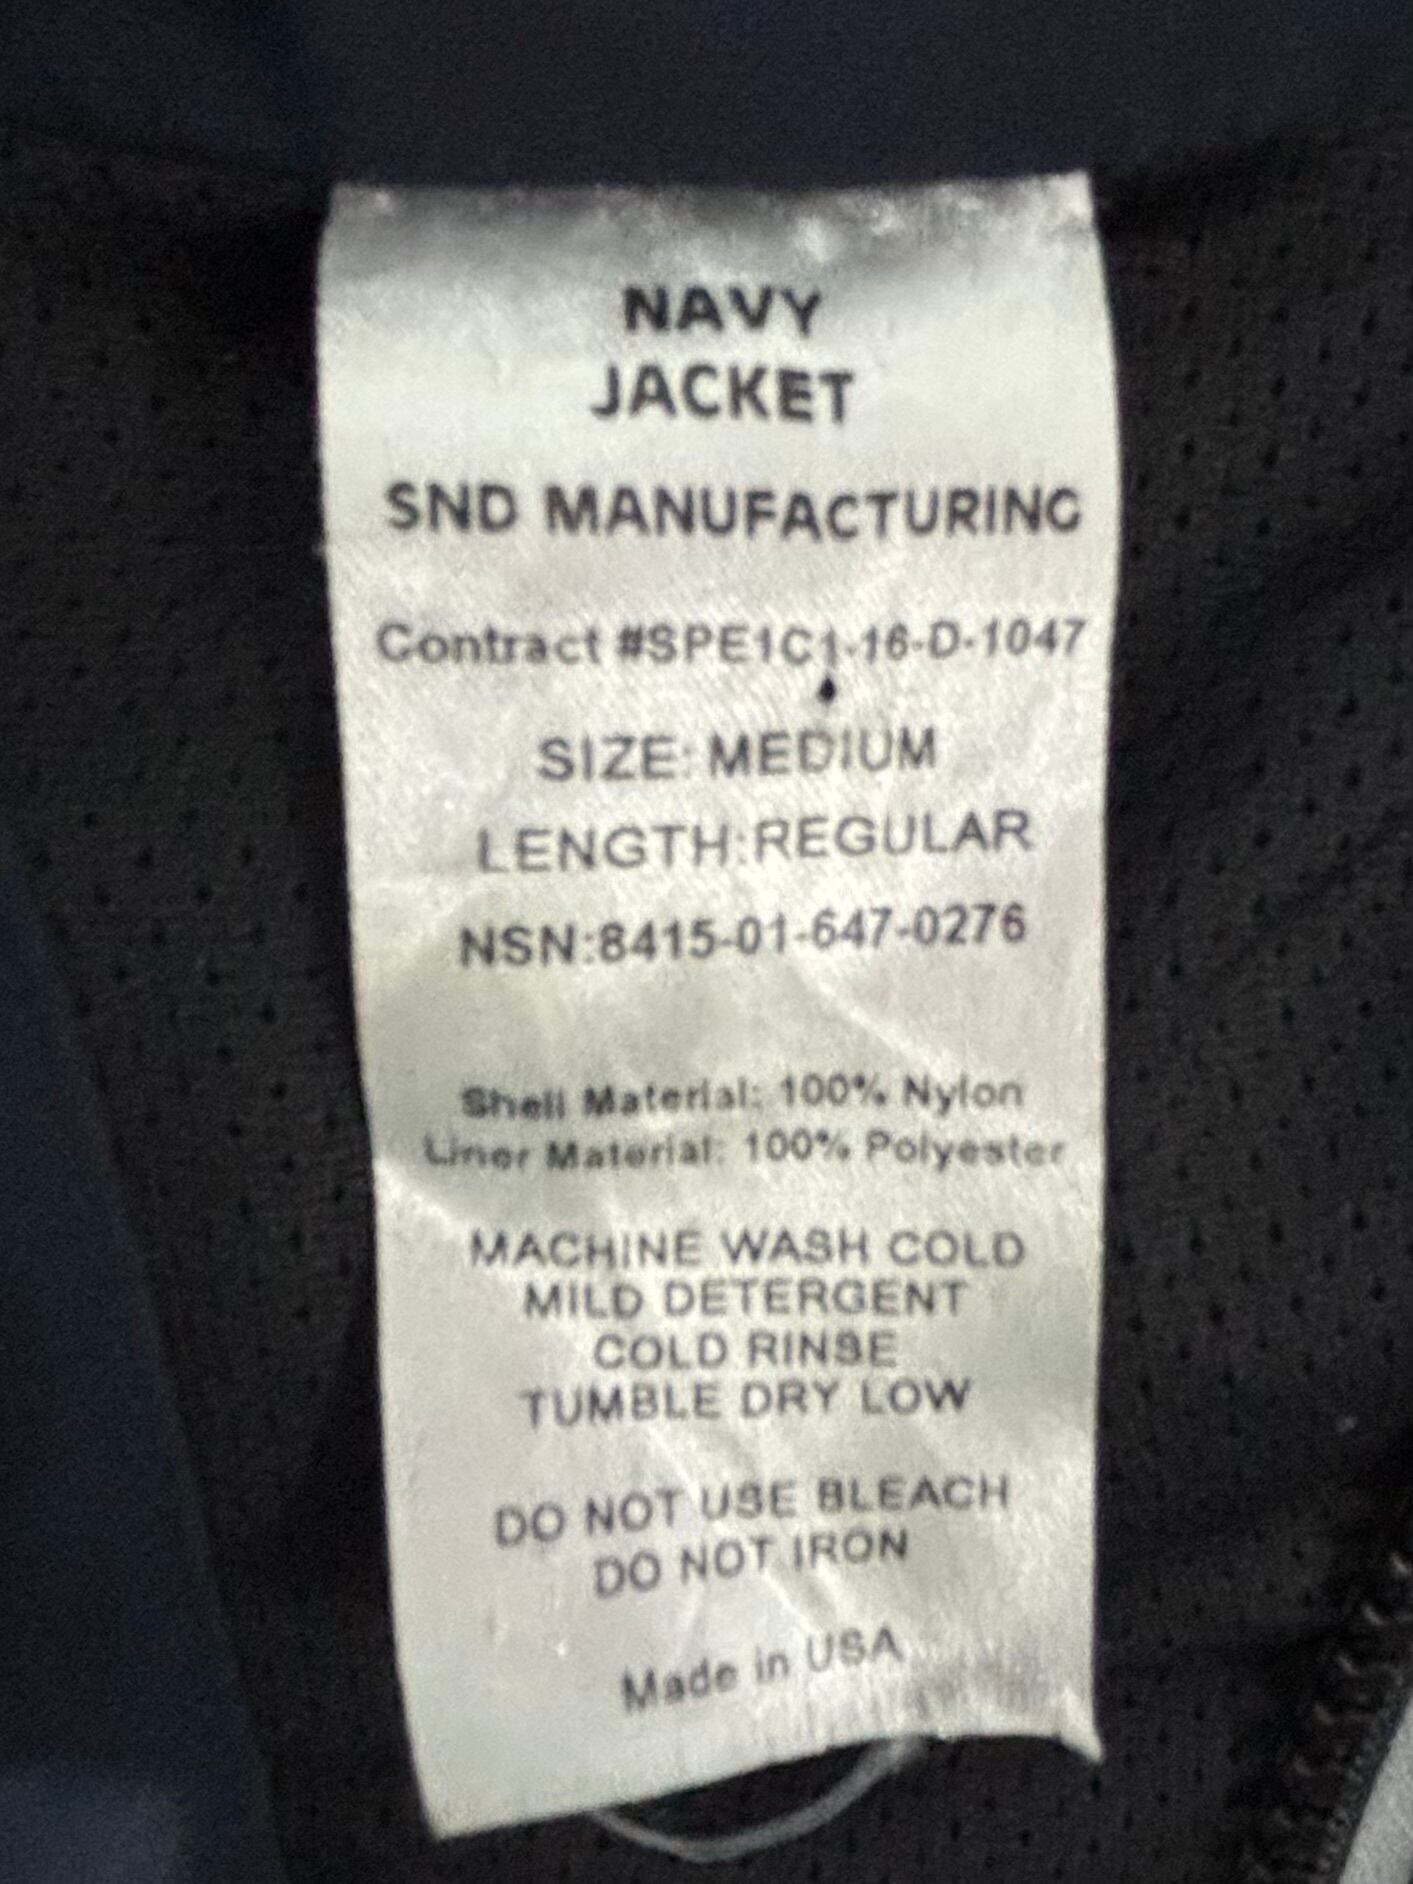 NAVY
JACKET
SND MANUFACTURING
Contract #SPE1C1-16-D-1047
SIZE: MEDIUM
LENGTH:REGULAR
NSN:8415-01-647-0276
Shell Material: 100% Nylon
Liner Material: 100% Polyester
MACHINE WASH COLD
MILD DETERGENT
COLD RINSE
TUMBLE DRY LOW
DO NOT USE BLEACH
DO NOT IRON
Made in USA